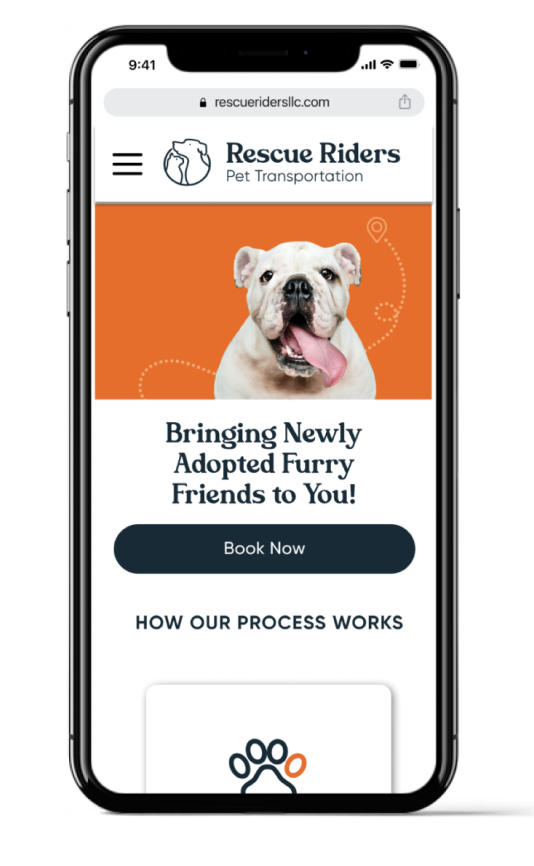 9:41
rescueridersllc.com
Rescue Riders
Pet Transportation
Bringing Newly
Adopted Furry
Friends to You!
Book Now
HOW OUR PROCESS WORKS